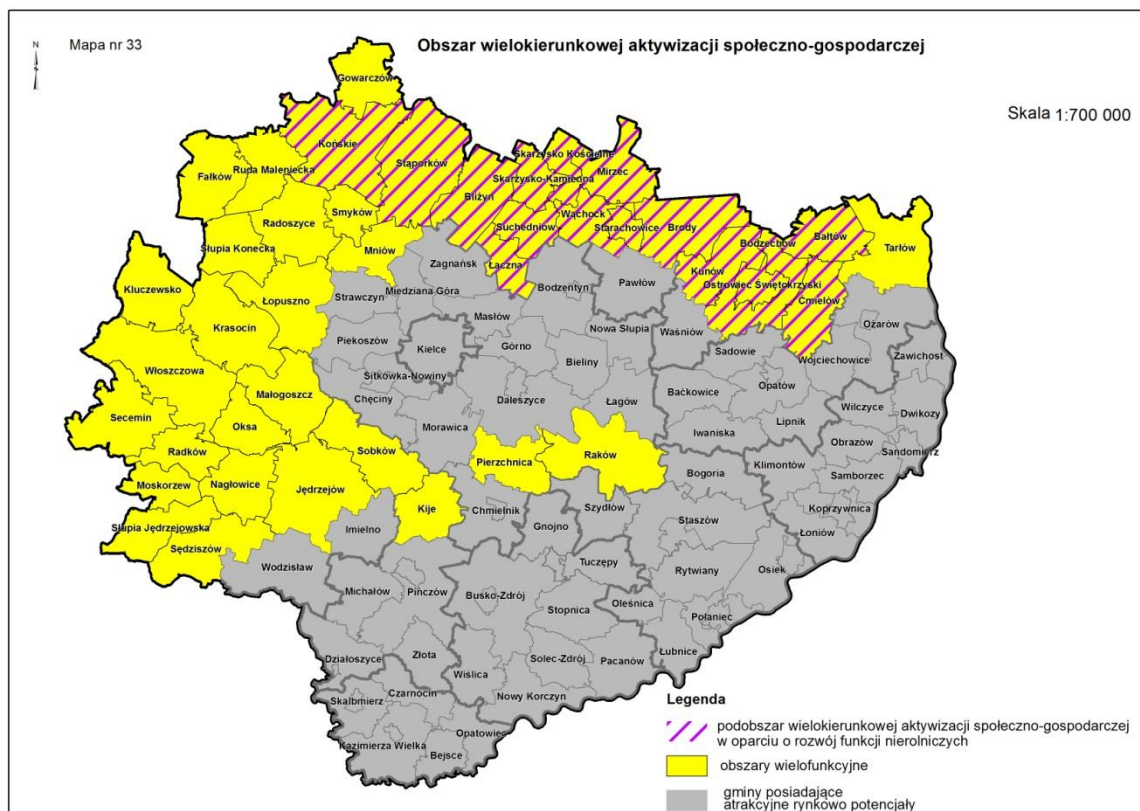 N
Mapa nr 33
Obszar wielokierunkowej aktywizacji społeczno-gospodarczej
Skala 1:700 000
Gowarczów
Końskie
Stąporków
Skarżysko Kościelne
Mirzec
Skarżysko-Kamienna
Bliżyn
Fałków
Ruda Maleniecka
Radoszyce
Smyków
Wąchock
Suchedniów
Starachowice
Brody
Bodzechów
Bałtów
Tarłów
Słupia Konecka
Mniów
Łączna
Zagnańsk
Kunów
Ostrowiec Świętokrzyski
Ćmielów
Kluczewsko
Łopuszno
Strawczyn
Miedziana Góra
Bodzentyn
Pawłów
Masłów
Nowa Słupia
Waśniów
Ożarów
Krasocin
Piekoszów
Kielce
Górno
Bieliny
Sadowie
Wojciechowice
Zawichost
Włoszczowa
Sitkówka-Nowiny
Małogoszcz
Chęciny
Daleszyce
Łagów
Baćkowice
Opatów
Wilczyce
Dwikozy
Secemin
Oksa
Morawica
Iwaniska
Lipnik
Obrazów
Sandomierz
Radków
Sobków
Pierzchnica
Raków
Klimontów
Samborzec
Moskorzew
Nagłowice
Jędrzejów
Bogoria
Koprzywnica
Słupia Jędrzejowska
Kije
Chmielnik
Szydłów
Staszów
Łoniów
Sędziszów
Imielno
Gnojno
Wodzisław
Tuczępy
Rytwiany
Osiek
Michałów
Pińczów
Busko-Zdrój
Stopnica
Oleśnica
Połaniec
Działoszyce
Złota
Wiślica
Solec-Zdrój
Pacanów
Łubnice
Skalbmierz
Czarnocin
Nowy Korczyn
Kazimierza Wielka
Opatowiec
Bejsce
Legenda
podobszar wielokierunkowej aktywizacji społeczno-gospodarczej
w oparciu o rozwój funkcji nierolniczych
obszary wielofunkcyjne
gminy posiadające
atrakcyjne rynkowo potencjały